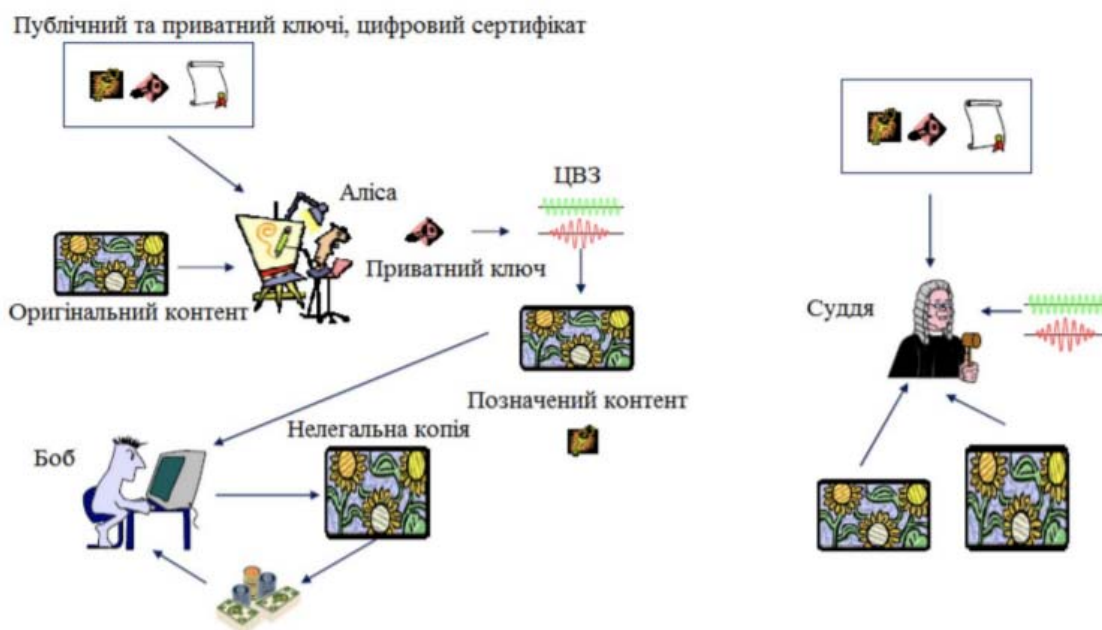 Публічний та приватний ключі, цифровий сертифікат
Аліса
ЦВЗ
Приватний ключ
Оригінальний контент
Суддя
Позначений контент
Нелегальна копія
Боб